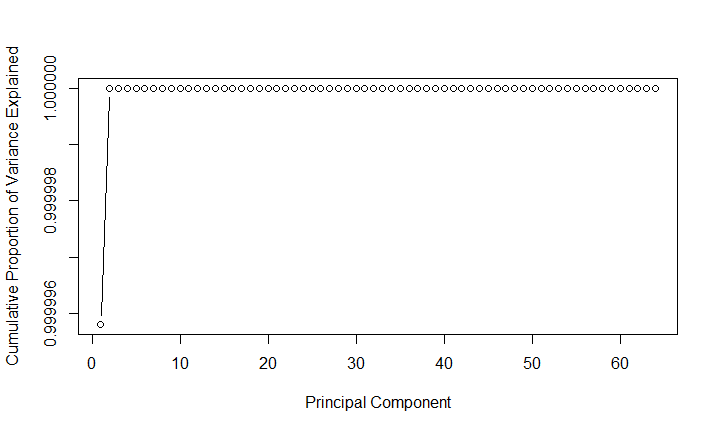 Cumulative Proportion of Variance Explained
1.000000
0.999998
0.999996
0 10 20 30 40 50 60
Principal Component